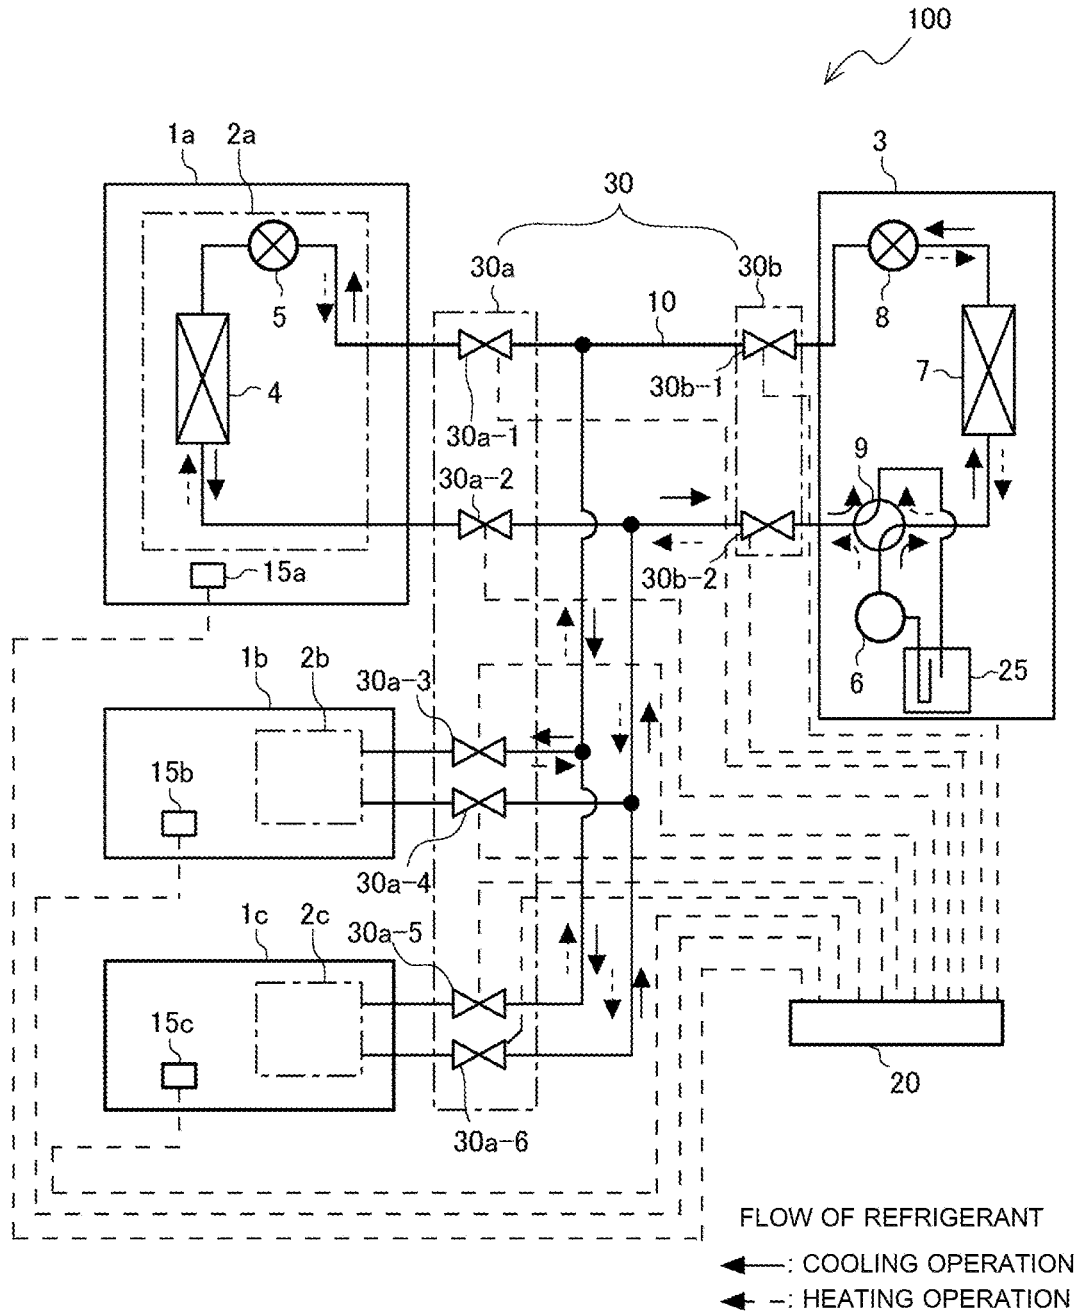 100
1a
2a
3
30
30a
30b
10
5
8
4
7
30b-1
30a-1
30a-2
9
15a
30b-2
6
25
1b
2b
30a-3
15b
30a-4
1c
2c
30a-5
15c
20
30a-6
FLOW OF REFRIGERANT
: COOLING OPERATION
: HEATING OPERATION